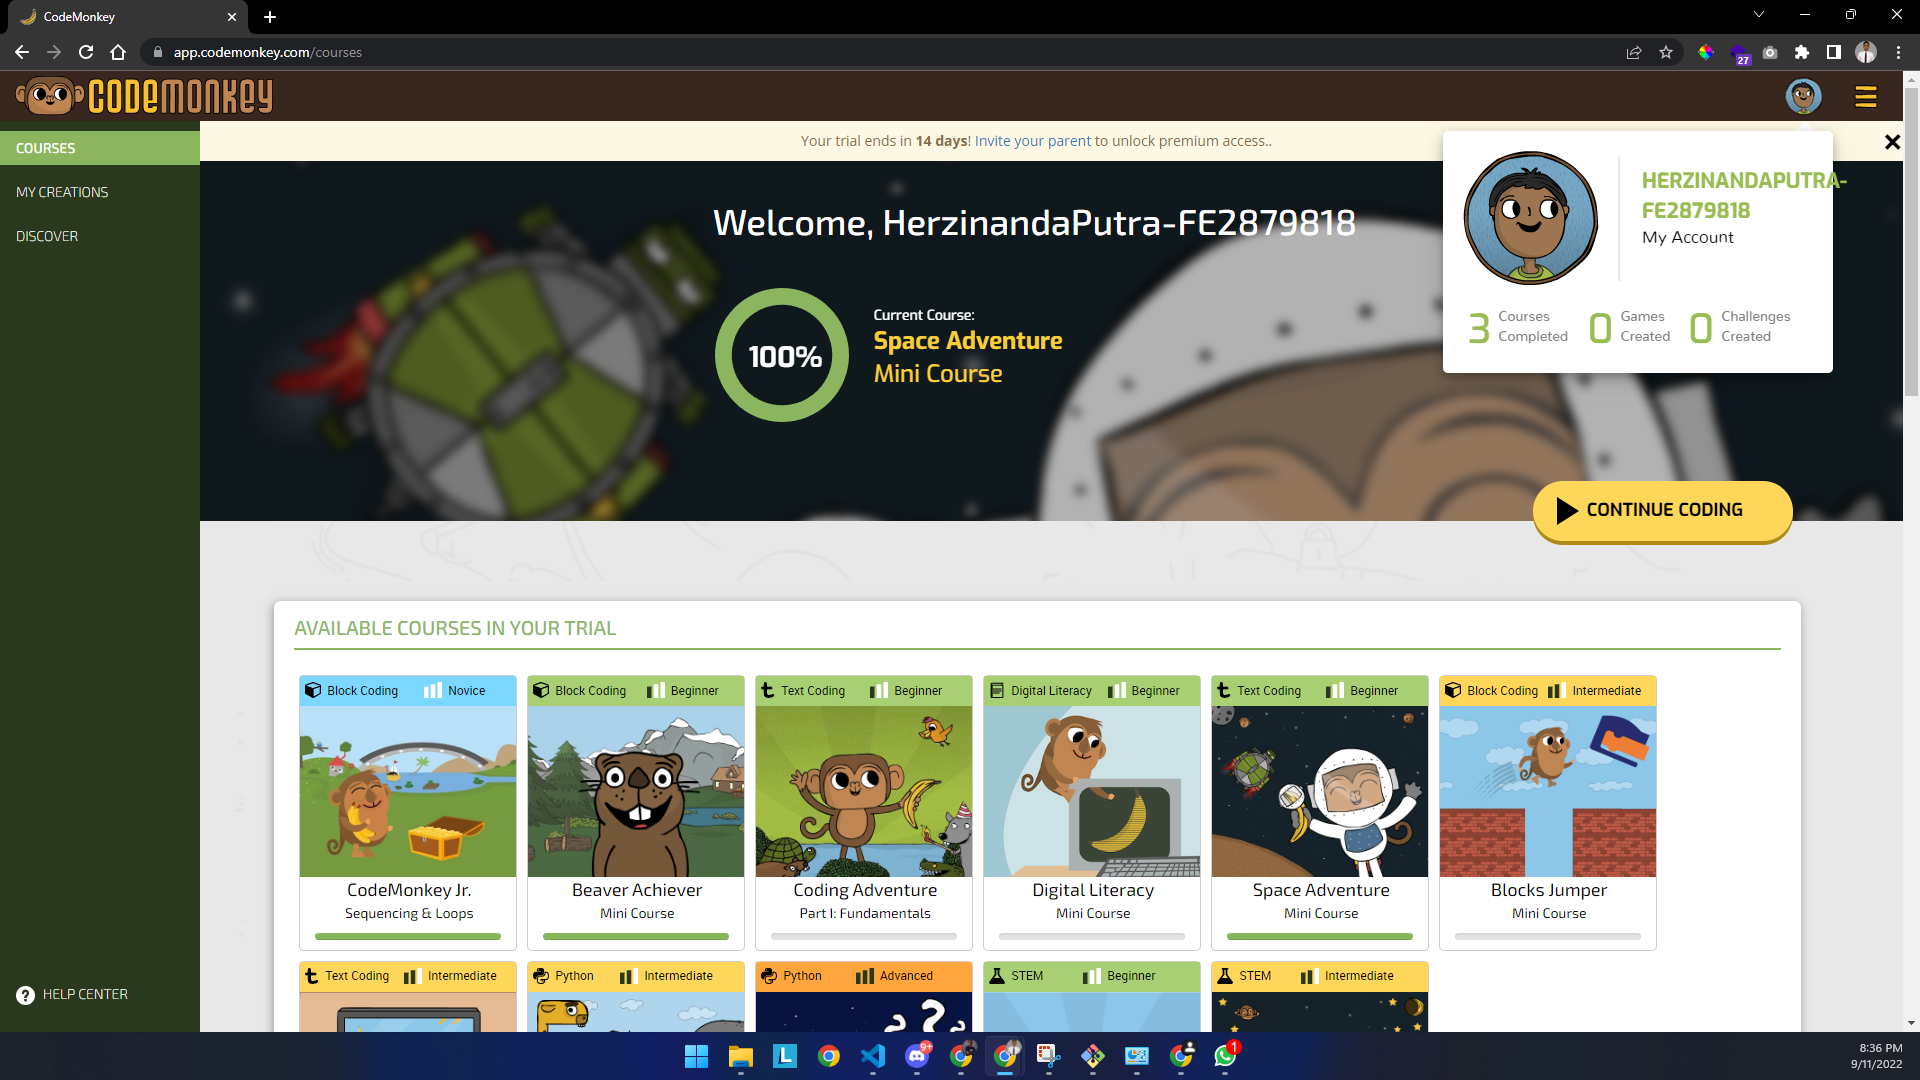 CodeMonkey
app.codemonkey.com/courses
27
CODEMONKEY
COURSES
MY CREATIONS
DISCOVER
HELP CENTER
Your trial ends in 14 days! Invite your parent to unlock premium access..
Welcome, HerzinandaPutra-FE2879818
100%
Current Course:
Space Adventure
Mini Course
HERZINANDAPUTRA-
FE2879818
My Account
3 Courses Completed
0 Games Created
0 Challenges Created
CONTINUE CODING
AVAILABLE COURSES IN YOUR TRIAL
Block Coding Novice
CodeMonkey Jr.
Sequencing & Loops
Block Coding Beginner
Beaver Achiever
Mini Course
Text Coding Beginner
Coding Adventure
Part I: Fundamentals
Digital Literacy Beginner
Digital Literacy
Mini Course
Text Coding Beginner
Space Adventure
Mini Course
Block Coding Intermediate
Blocks Jumper
Mini Course
Text Coding Intermediate
Python Intermediate
Python Advanced
? ?
STEM Beginner
STEM Intermediate
L
9+
1
8:36 PM
9/11/2022